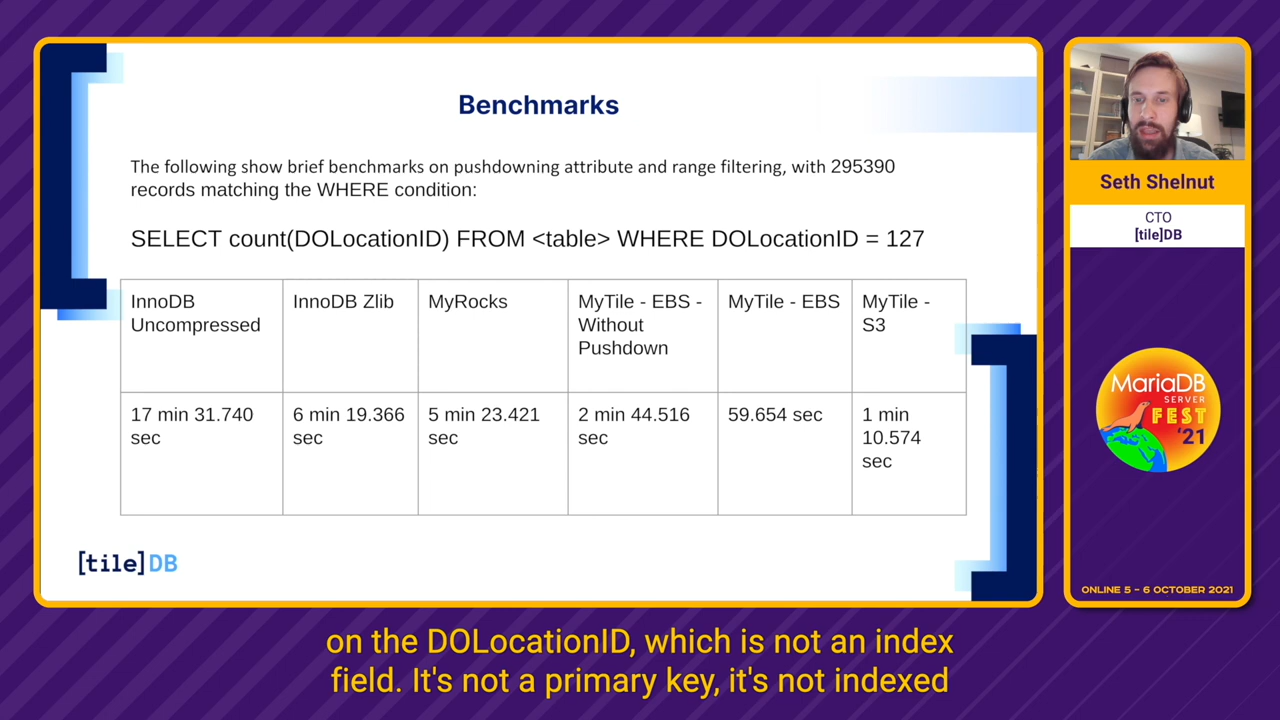 Benchmarks
The following show brief benchmarks on pushdowning attribute and range filtering, with 295390
records matching the WHERE condition:
SELECT count(DOLocationID) FROM <table> WHERE DOLocationID = 127
InnoDB
Uncompressed
InnoDB Zlib
MyRocks
MyTile - EBS -
Without
Pushdown
MyTile - EBS
MyTile -
S3
17 min 31.740
sec
6 min 19.366
sec
5 min 23.421
sec
2 min 44.516
sec
59.654 sec
1 min
10.574
sec
[tile]DB
Seth Shelnut
CTO
[tile]DB
MariaDB
SERVER
FEST
'21
ONLINE 5 - 6 OCTOBER 2021
on the DOLocationID, which is not an index
field. It's not a primary key, it's not indexed